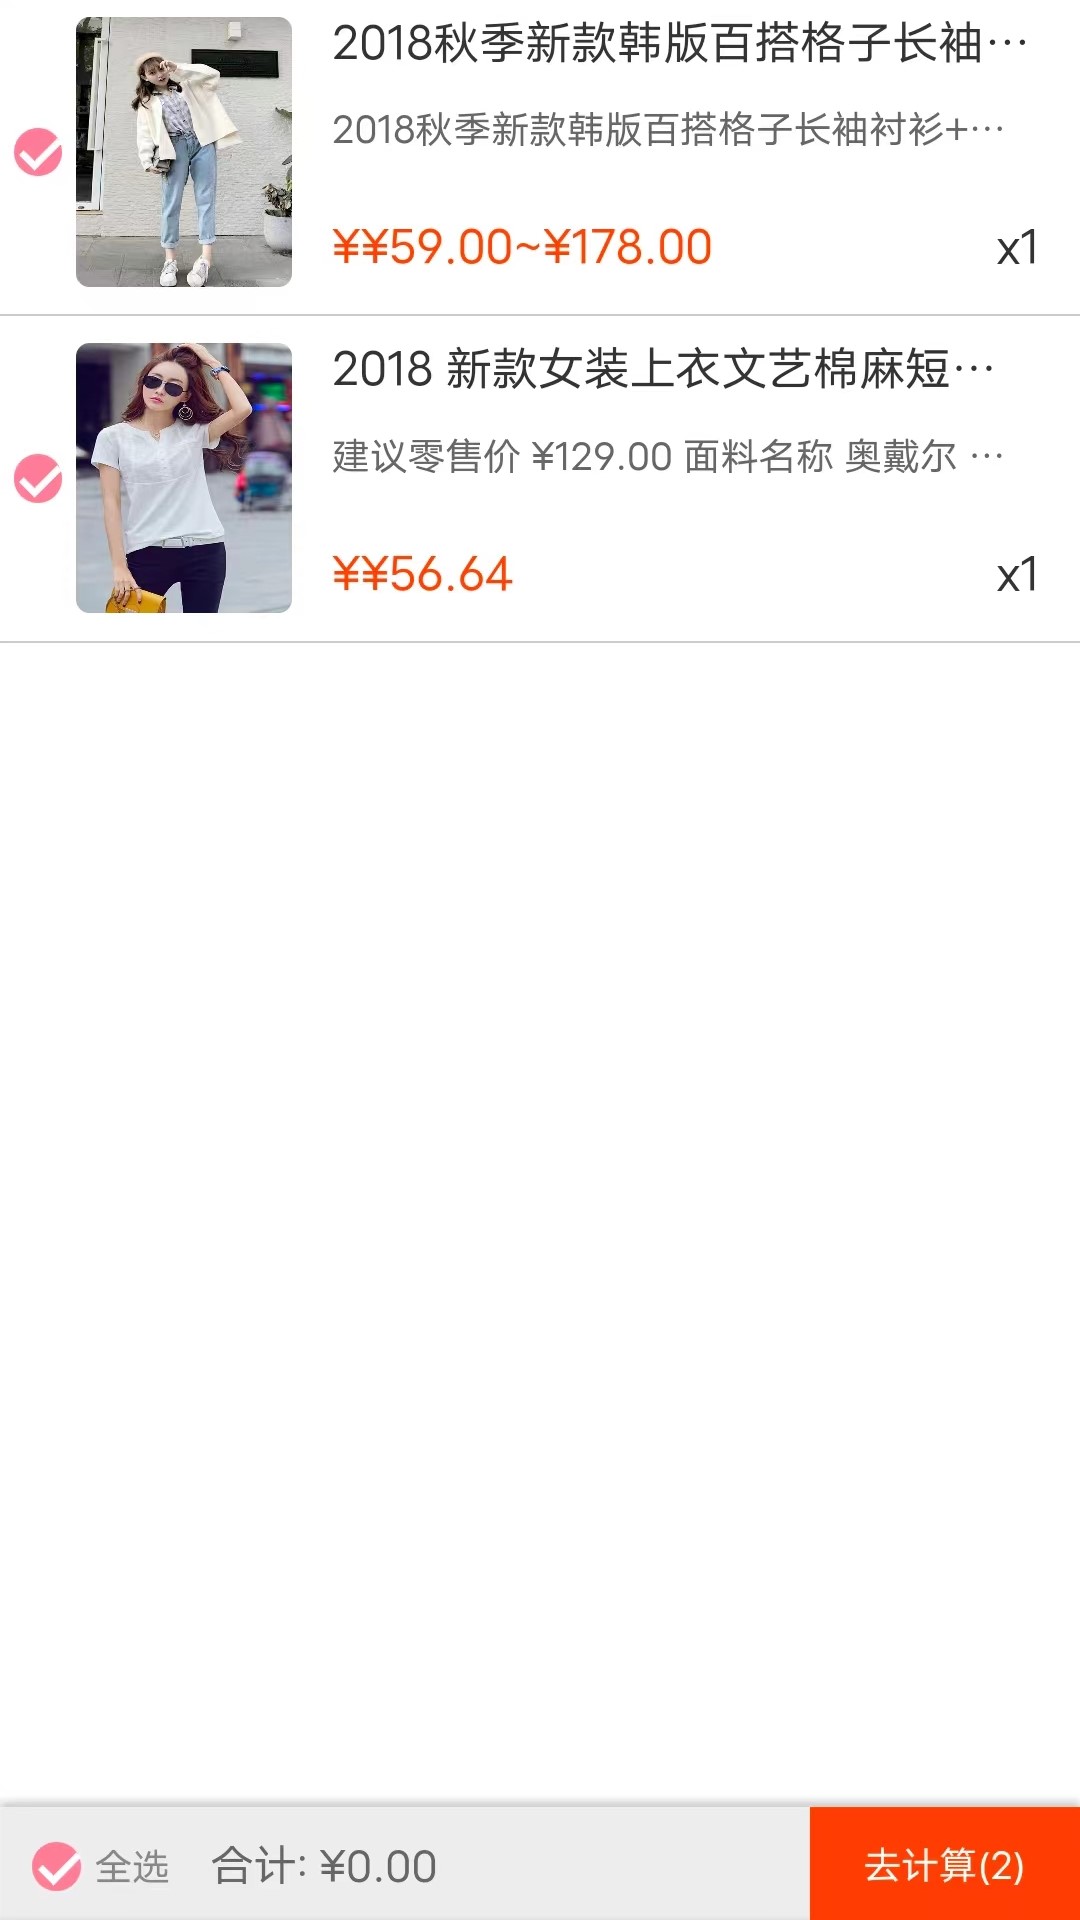 2018秋季新款韩版百搭格子长袖…
2018秋季新款韩版百搭格子长袖衬衫+…
¥¥59.00~¥178.00
x1
2018 新款女装上衣文艺棉麻短…
建议零售价 ¥129.00 面料名称 奥戴尔 …
¥¥56.64
x1
全选 合计: ¥0.00
去计算(2)